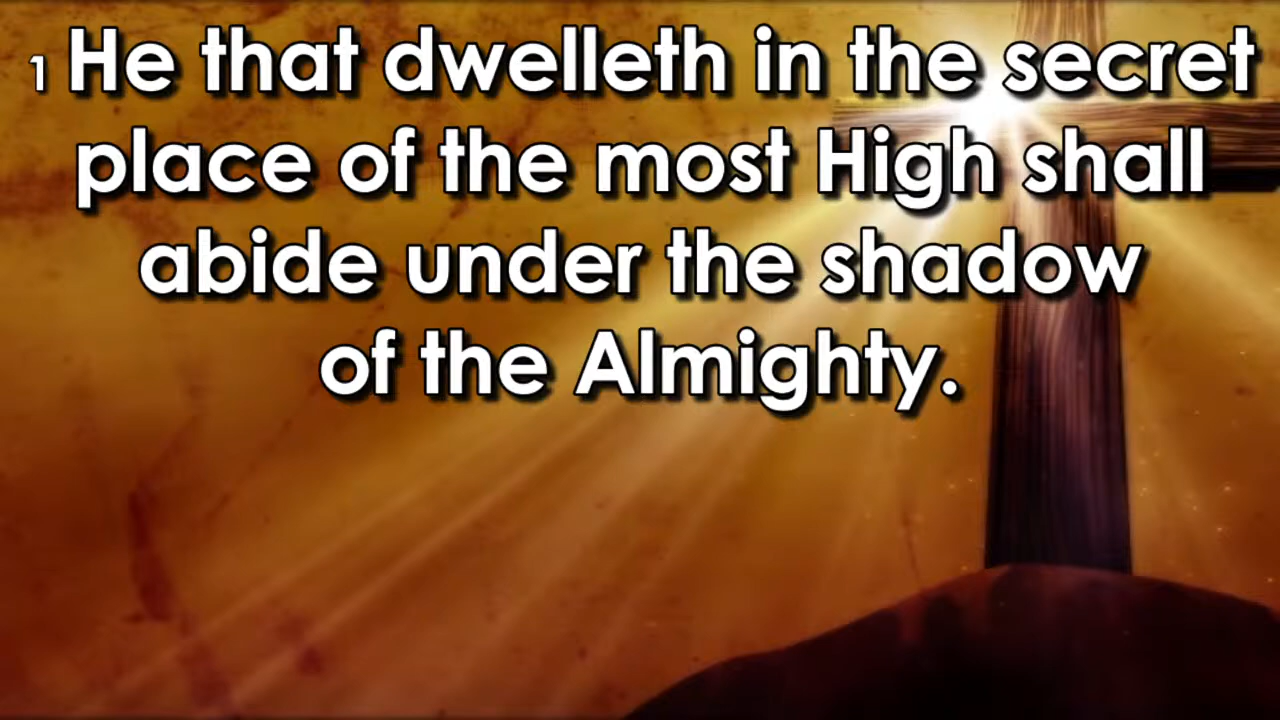 1 He that dwelleth in the secret
place of the most High shall
abide under the shadow
of the Almighty.